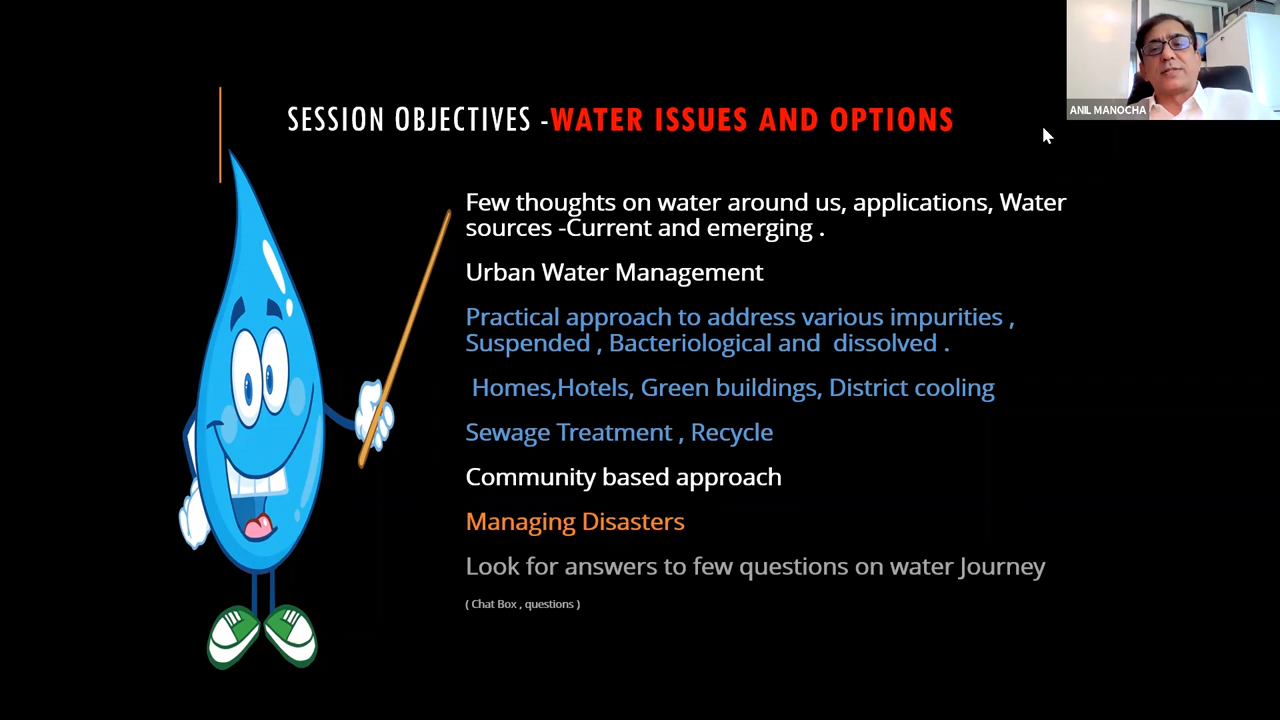 ANIL MANOCHA
SESSION OBJECTIVES -WATER ISSUES AND OPTIONS
Few thoughts on water around us, applications, Water
sources -Current and emerging .
Urban Water Management
Practical approach to address various impurities ,
Suspended , Bacteriological and dissolved .
Homes,Hotels, Green buildings, District cooling
Sewage Treatment , Recycle
Community based approach
Managing Disasters
Look for answers to few questions on water Journey
( Chat Box , questions )